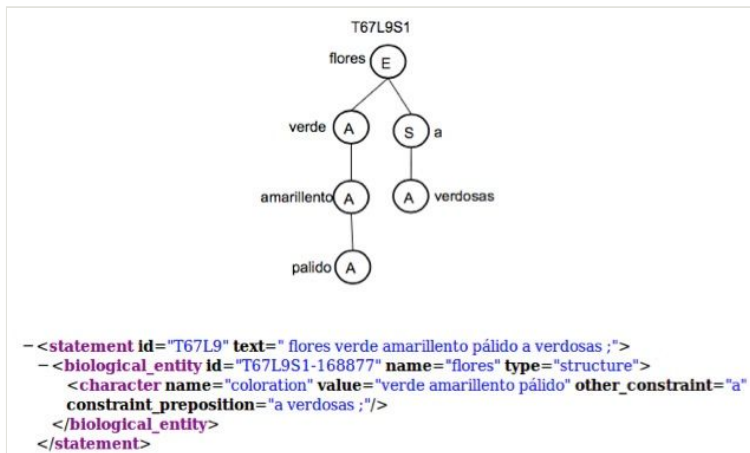 T67L9S1
flores E
verde A S a
amarillento A A verdosas
palido A
−<statement id="T67L9" text=" flores verde amarillento pálido a verdosas ;">
−<biological_entity id="T67L9S1-168877" name="flores" type="structure">
<character name="coloration" value="verde amarillento pálido" other_constraint="a"
constraint_preposition="a verdosas ;"/>
</biological_entity>
</statement>